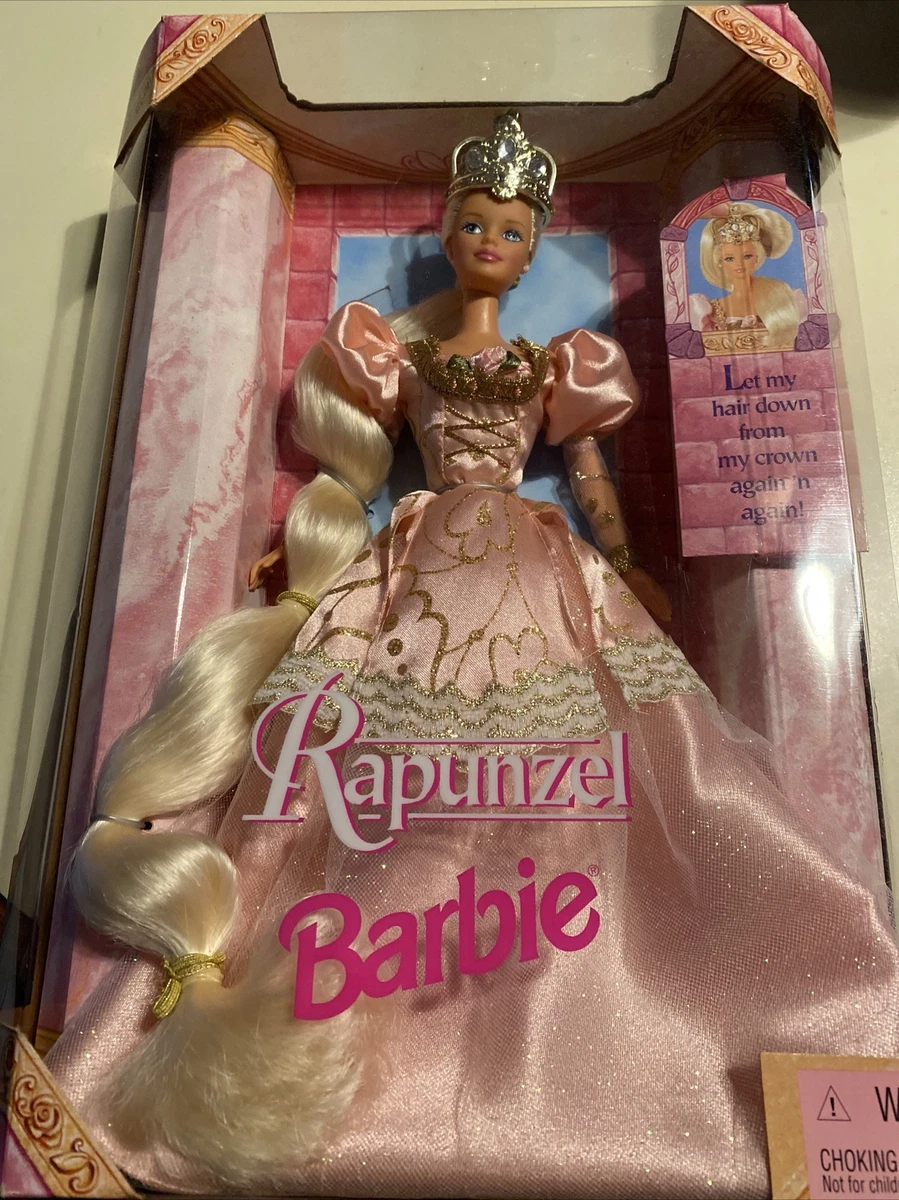 Let my
hair down
from
my crown
again 'n
again!
Rapunzel
Barbie®
W
CHOKING
Not for child